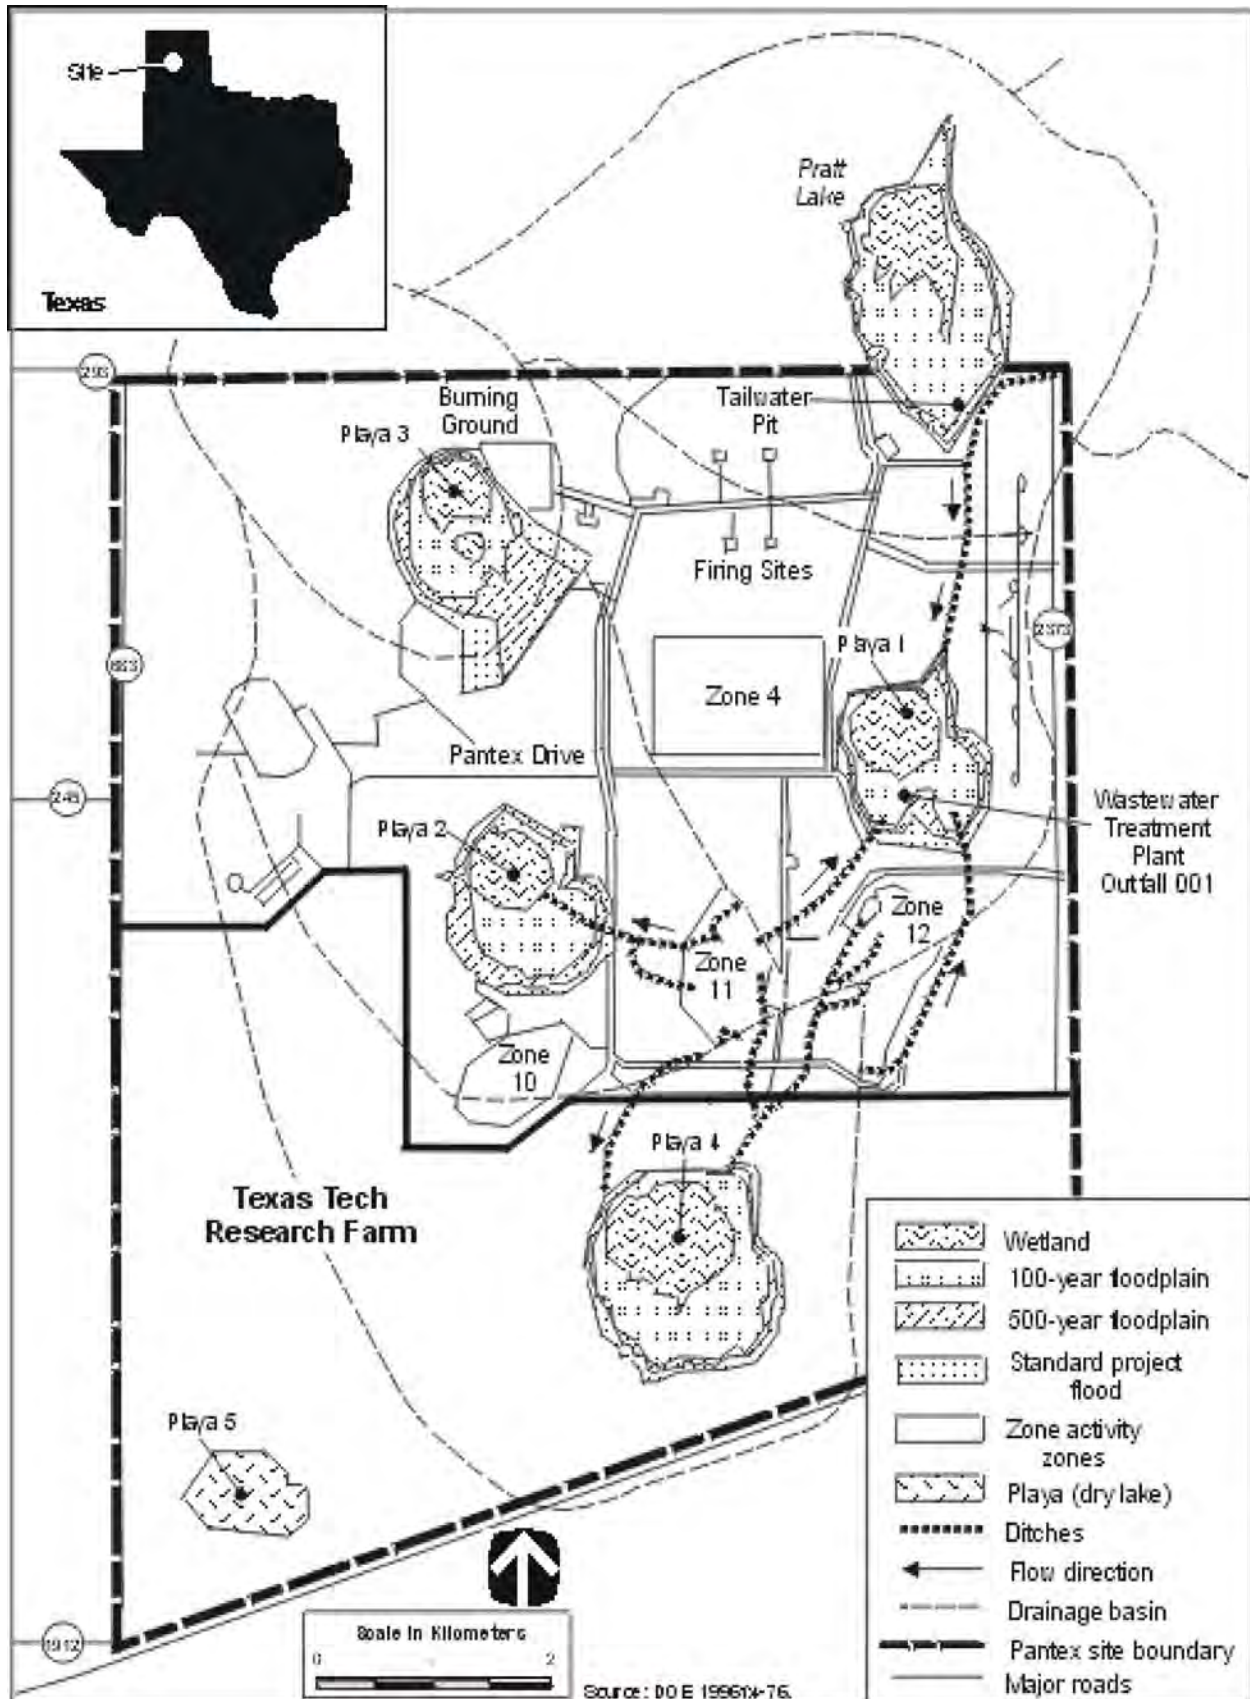 Site
Texas
Pratt
Lake
293
Burning
Ground
Tailwater
Pit
Playa 3
Firing Sites
2373
683
Playa 1
Zone 4
Pantex Drive
245
Wastewater
Treatment
Plant
Outfall 001
Playa 2
Zone
12
Zone
11
Zone
10
Playa 4
Texas Tech
Research Farm
Wetland
100-year floodplain
500-year floodplain
Standard project
flood
Zone activity
zones
Playa (dry lake)
Ditches
Flow direction
Drainage basin
Pantex site boundary
Major roads
Playa 5
1912
Scale in Kilometers
0
2
Source: DOE